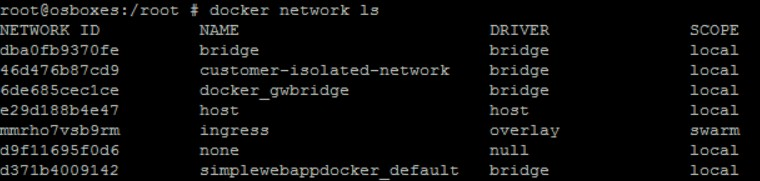 root@osboxes:/root # docker network ls
NETWORK ID NAME DRIVER SCOPE
dba0fb9370fe bridge bridge local
46d476b87cd9 customer-isolated-network bridge local
6de685cec1ce docker_gwbridge bridge local
e29d188b4e47 host host local
mmrho7vsb9rm ingress overlay swarm
d9f11695f0d6 none null local
d371b4009142 simplewebappdocker_default bridge local